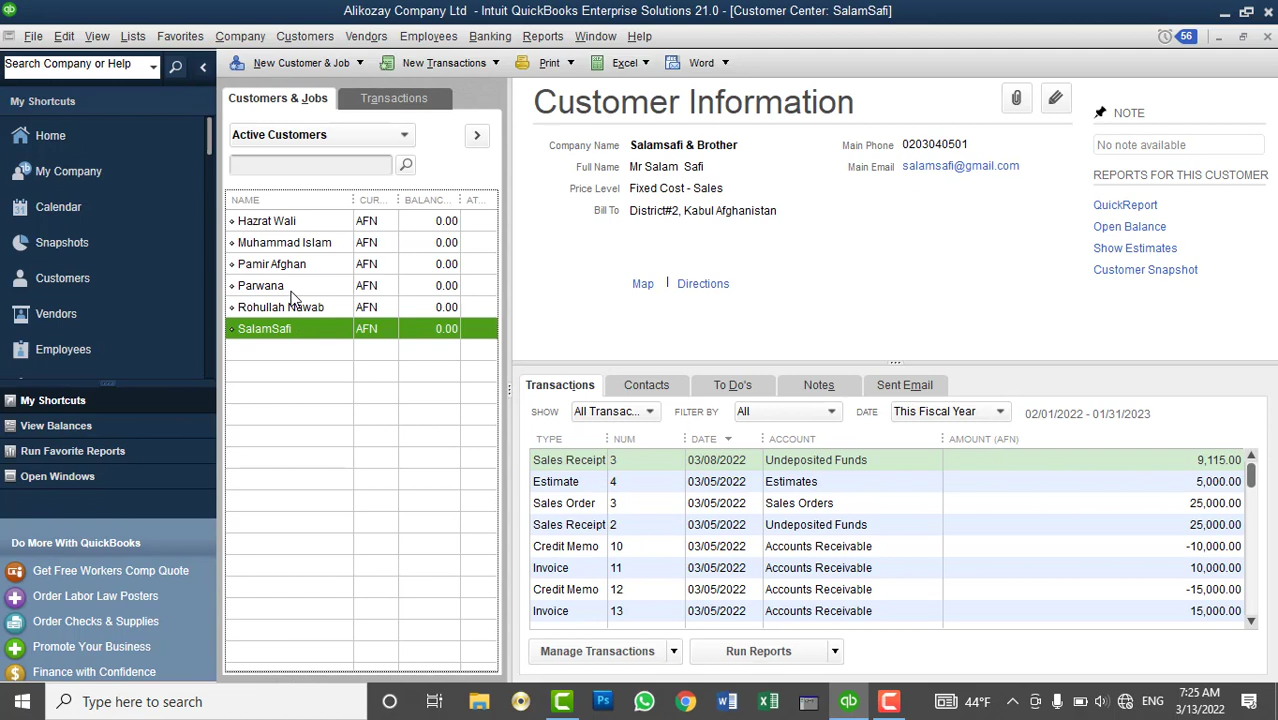 Alikozay Company Ltd - Intuit QuickBooks Enterprise Solutions 21.0 - [Customer Center: SalamSafi]
File Edit View Lists Favorites Company Customers Vendors Employees Banking Reports Window Help 56
Search Company or Help
New Customer & Job New Transactions Print Excel Word
My Shortcuts
Home
My Company
Calendar
Snapshots
Customers
Vendors
Employees
My Shortcuts
View Balances
Run Favorite Reports
Open Windows
Do More With QuickBooks
Get Free Workers Comp Quote
Order Labor Law Posters
Order Checks & Supplies
Promote Your Business
Finance with Confidence
Customers & Jobs Transactions
Active Customers
NAME CUR... BALANC... AT...
Hazrat Wali AFN 0.00
Muhammad Islam AFN 0.00
Pamir Afghan AFN 0.00
Parwana AFN 0.00
Rohullah Nawab AFN 0.00
SalamSafi AFN 0.00
Customer Information
Company Name Salamsafi & Brother
Full Name Mr Salam Safi
Price Level Fixed Cost - Sales
Bill To District#2, Kabul Afghanistan
Main Phone 0203040501
Main Email salamsafi@gmail.com
Map Directions
NOTE
No note available
REPORTS FOR THIS CUSTOMER
QuickReport
Open Balance
Show Estimates
Customer Snapshot
Transactions Contacts To Do's Notes Sent Email
SHOW All Transac... FILTER BY All DATE This Fiscal Year 02/01/2022 - 01/31/2023
TYPE NUM DATE ACCOUNT AMOUNT (AFN)
Sales Receipt 3 03/08/2022 Undeposited Funds 9,115.00
Estimate 4 03/05/2022 Estimates 5,000.00
Sales Order 3 03/05/2022 Sales Orders 25,000.00
Sales Receipt 2 03/05/2022 Undeposited Funds 25,000.00
Credit Memo 10 03/05/2022 Accounts Receivable -10,000.00
Invoice 11 03/05/2022 Accounts Receivable 10,000.00
Credit Memo 12 03/05/2022 Accounts Receivable -15,000.00
Invoice 13 03/05/2022 Accounts Receivable 15,000.00
Manage Transactions Run Reports
Type here to search
44°F ENG 7:25 AM
3/13/2022